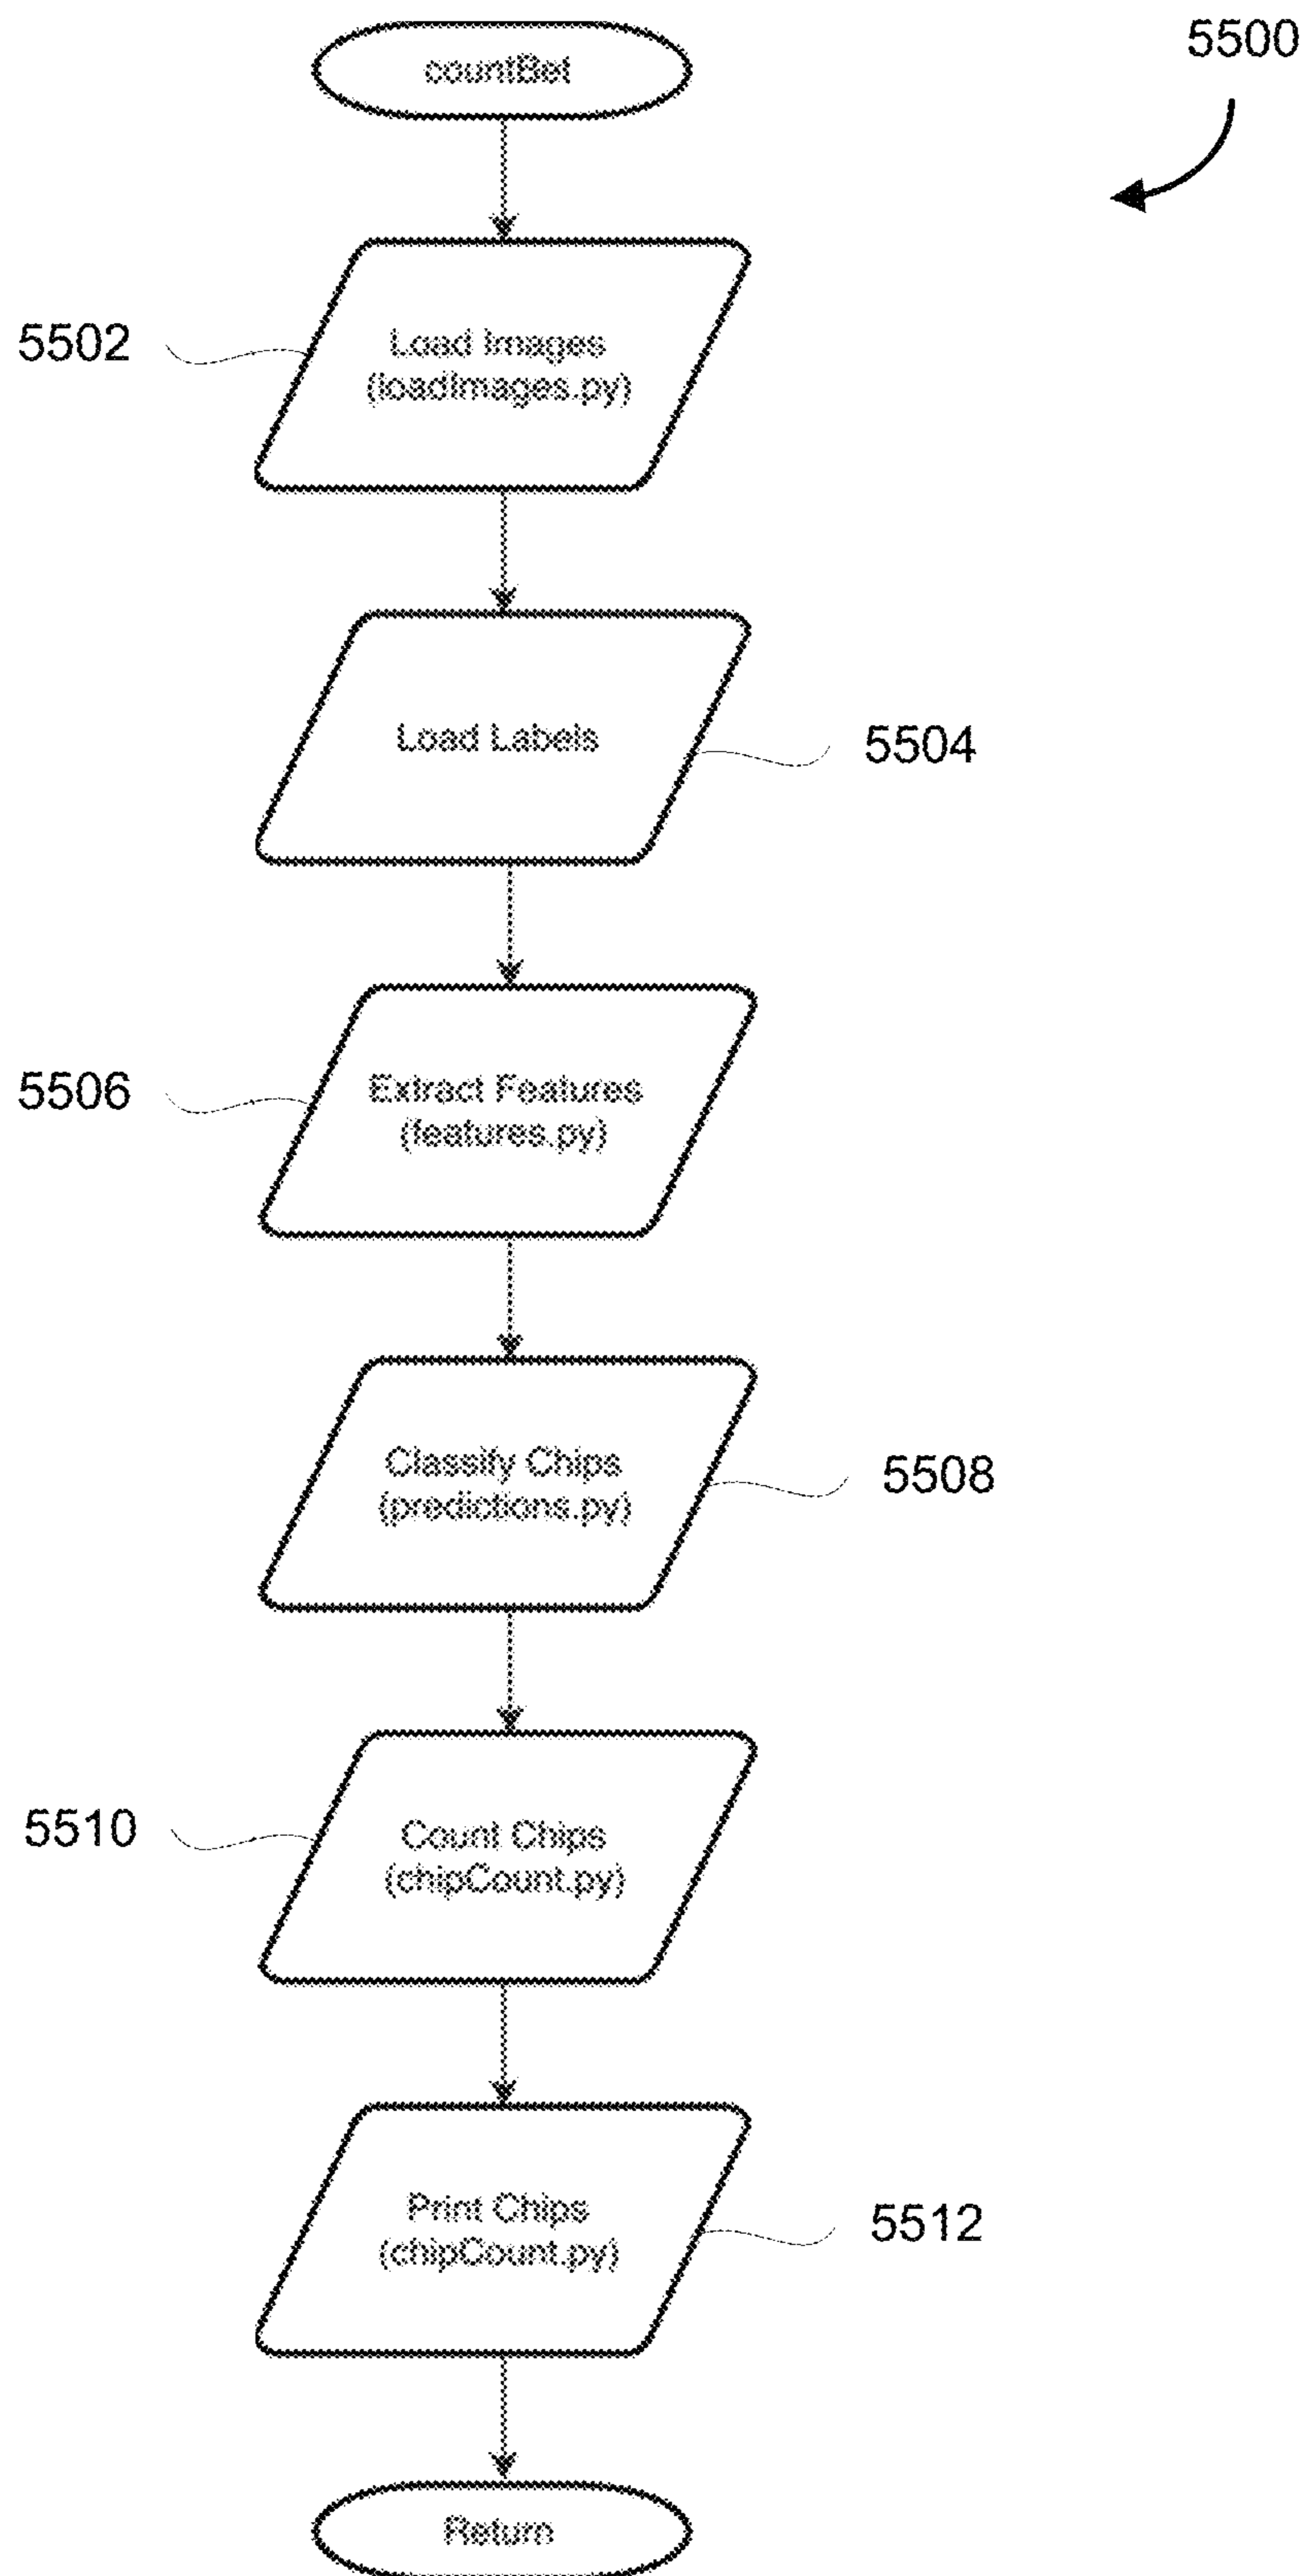 countBet
5500
Load Images
(loadImages.py)
5502
Load Labels
5504
Extract Features
(features.py)
5506
Classify Chips
(predictions.py)
5508
Count Chips
(chipCount.py)
5510
Print Chips
(chipCount.py)
5512
Return